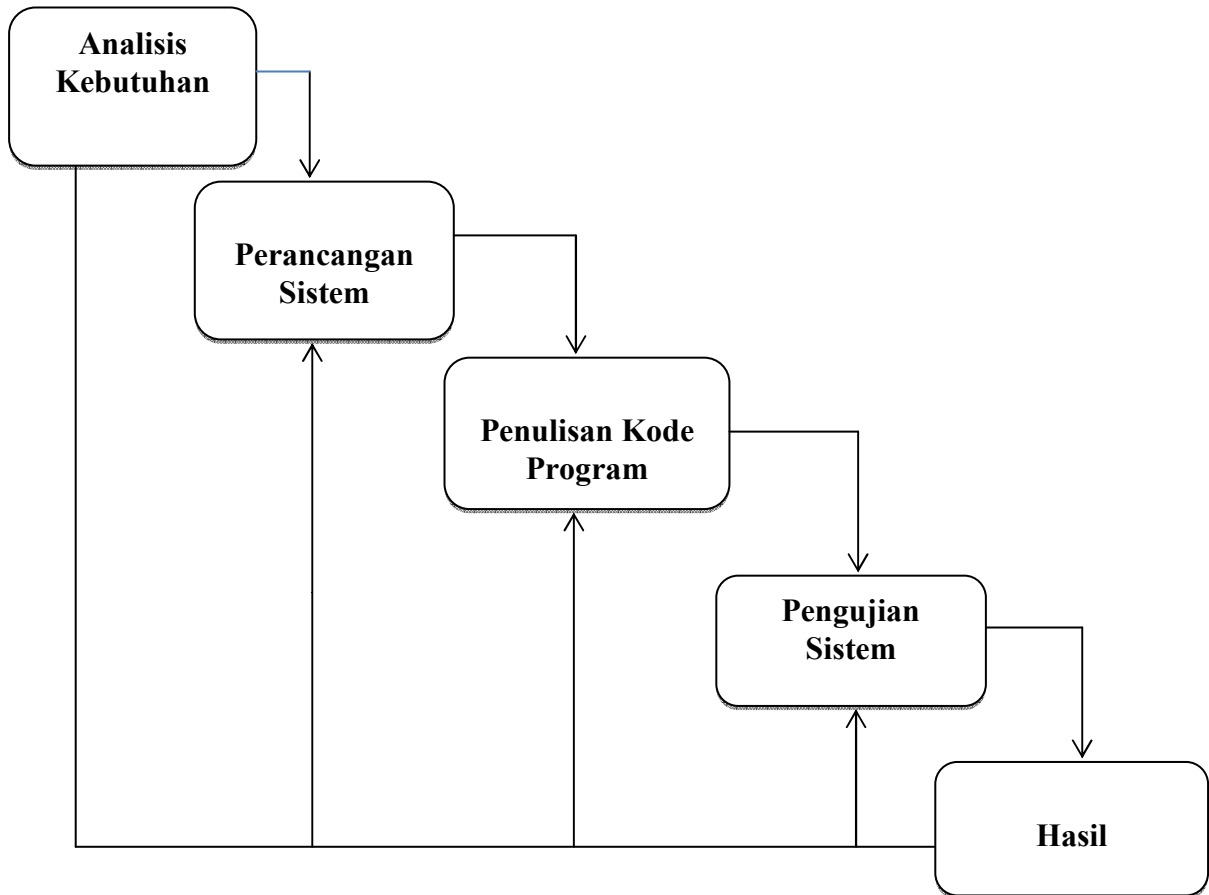 Analisis
Kebutuhan
Perancangan
Sistem
Penulisan Kode
Program
Pengujian
Sistem
Hasil